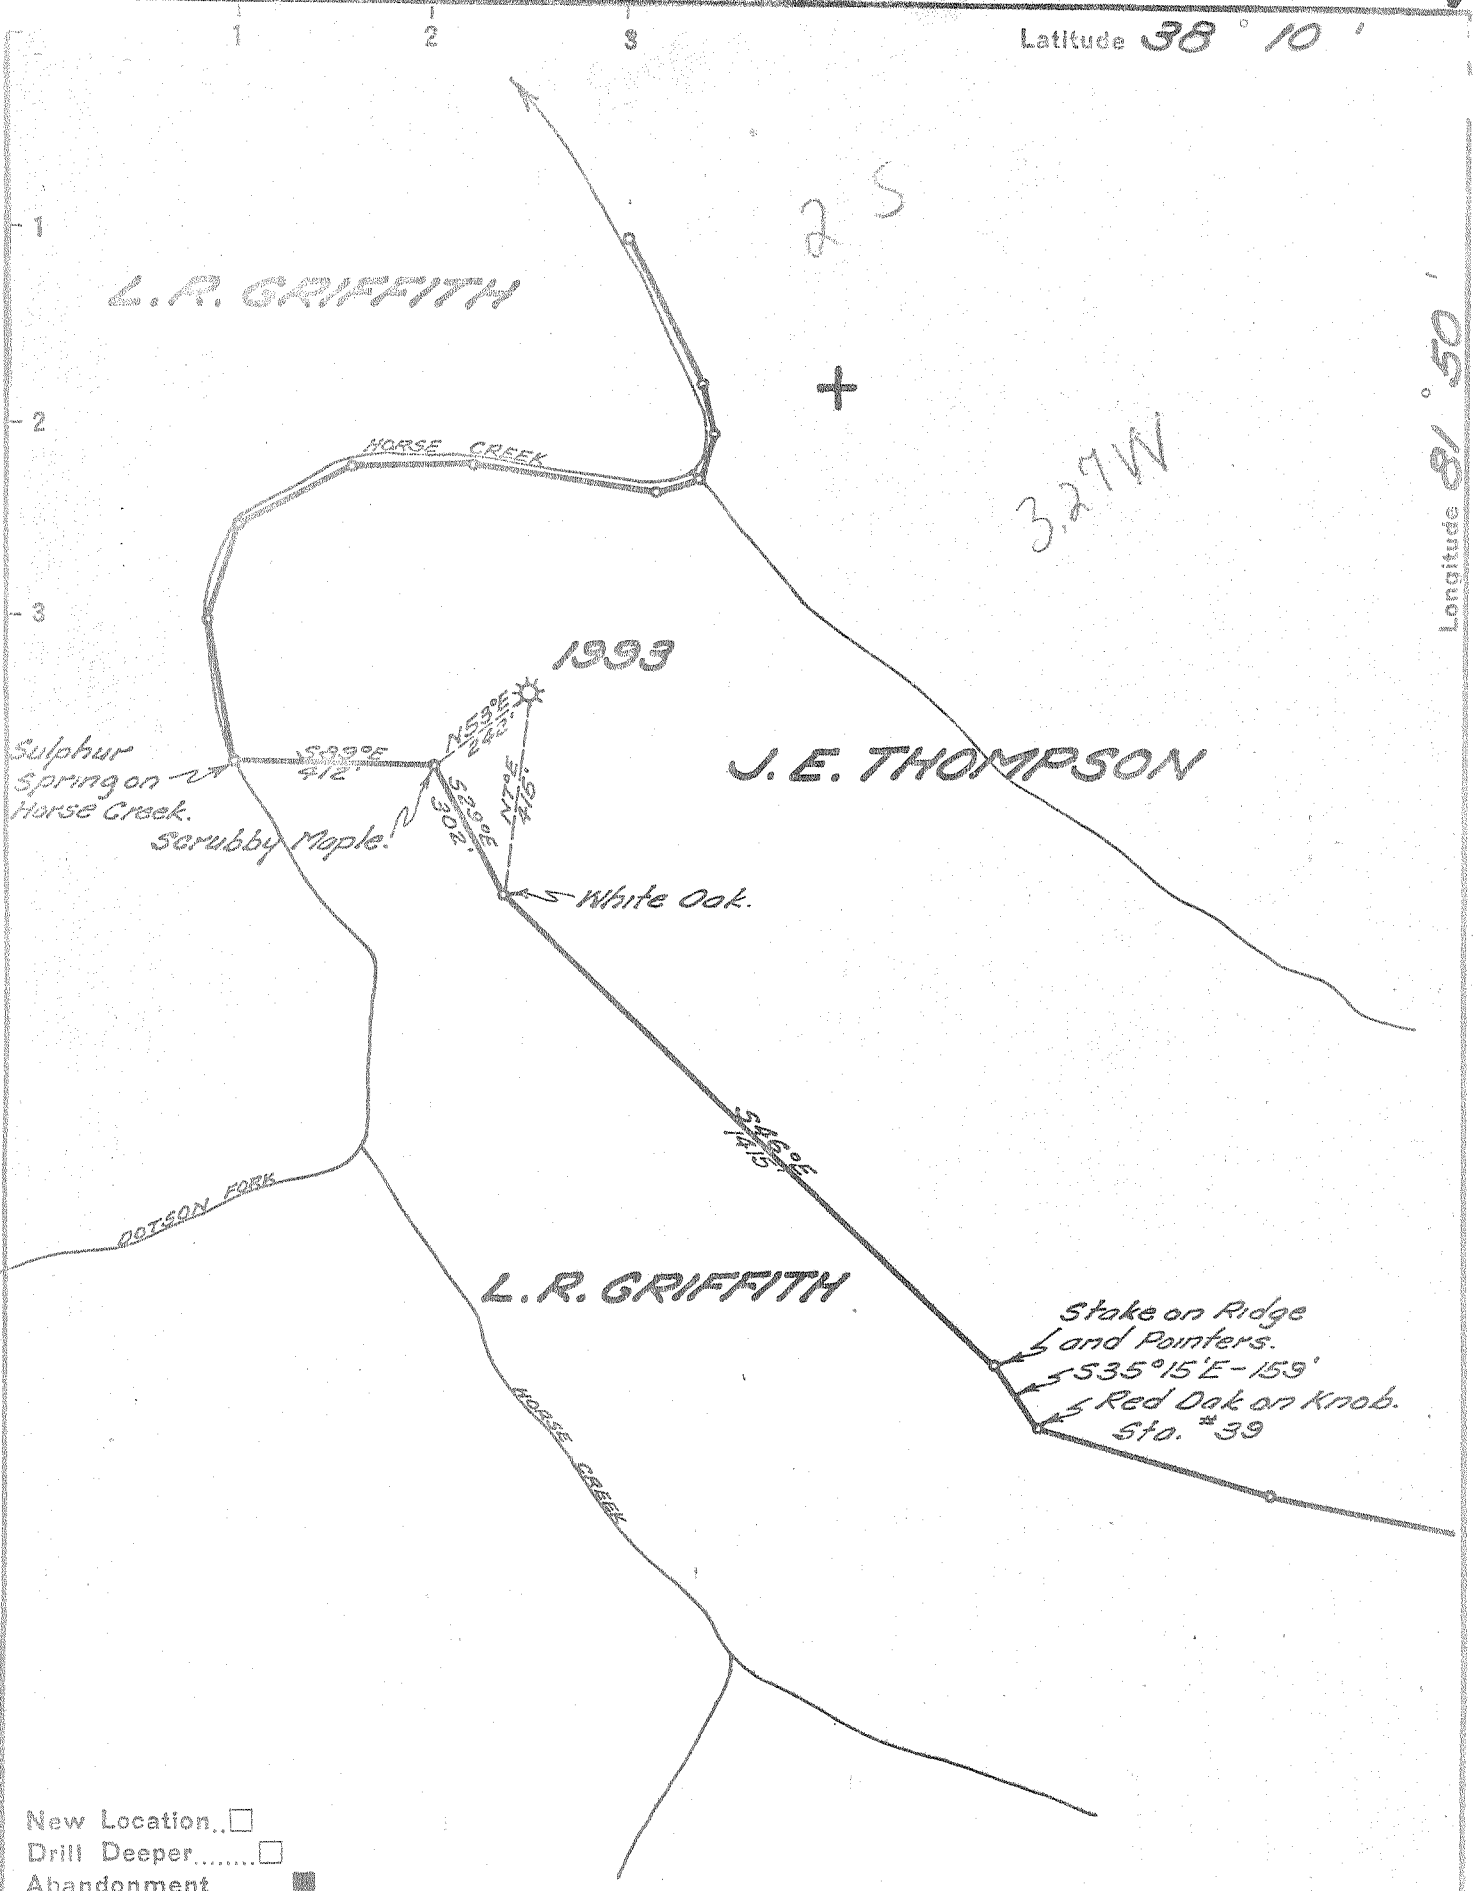 1 2 3
Latitude 38° 10'
1
2 S
L.R. GRIFFITH
Longitude 81° 50'
+
2
HORSE CREEK
3.27W
3
1993
N53°E
242'
Sulphur
spring on
Horse Creek.
S89°E
412'
N7°E
415'
J.E. THOMPSON
S29°E
302'
Scrubby Maple.
White Oak.
S46°E
1415'
DOTSON FORK
L.R. GRIFFITH
Stake on Ridge
and Pointers.
S35°15'E-159'
Red Oak on Knob.
Sta. #39
HORSE CREEK
New Location..□
Drill Deeper........□
Abandonment ■